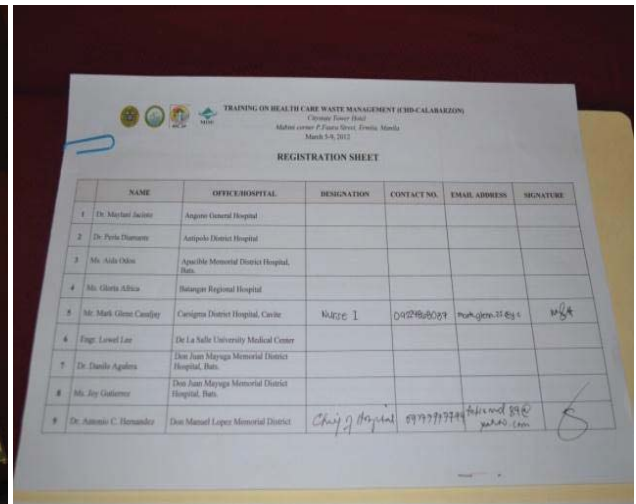 TRAINING ON HEALTH CARE WASTE MANAGEMENT (CHD-CALABARZON)
Citystate Tower Hotel
Mabini corner P. Faura Street, Ermita, Manila
March 5-9, 2012
REGISTRATION SHEET
NAME OFFICE/HOSPITAL DESIGNATION CONTACT NO. EMAIL ADDRESS SIGNATURE
1 Dr. Maylani Jacinto Angono General Hospital
2 Dr. Perla Diamante Antipolo District Hospital
3 Ms. Aida Odon Apacible Memorial District Hospital,
Bats.
4 Ms. Gloria Africa Batangas Regional Hospital
5 Mr. Mark Glenn Carsigma District Hospital, Cavite Nurse I
6 Engr. Lowel Lee De La Salle University Medical Center
7 Dr. Danilo Agulera Don Juan Mayuga Memorial District
Hospital, Bats.
8 Ms. Joy Gutierrez Don Juan Mayuga Memorial District
Hospital, Bats.
9 Dr. Antonio C. Hernandez Don Manuel Lopez Memorial District Chief of Hospital
yahoo.com